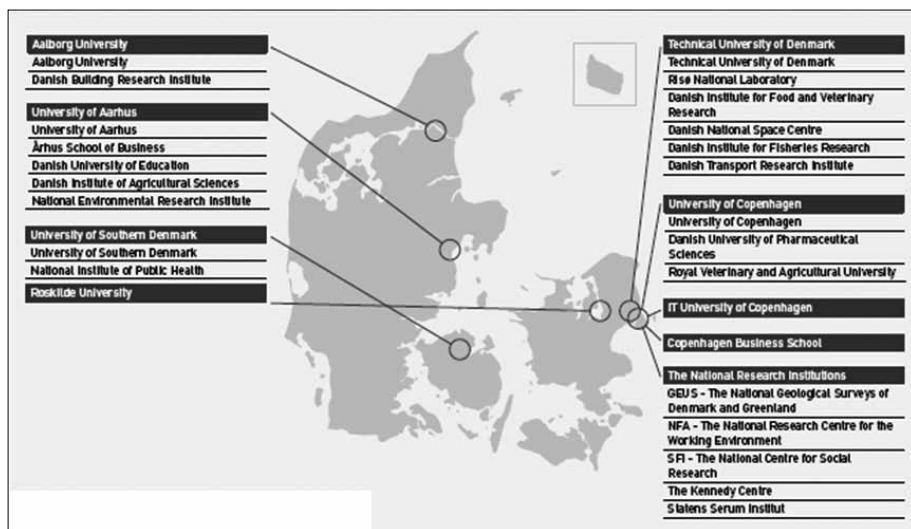 Aalborg University
Aalborg University
Danish Building Research Institute
University of Aarhus
University of Aarhus
Århus School of Business
Danish University of Education
Danish Institute of Agricultural Sciences
National Environmental Research Institute
University of Southern Denmark
University of Southern Denmark
National Institute of Public Health
Roskilde University
Technical University of Denmark
Technical University of Denmark
Risø National Laboratory
Danish Institute for Food and Veterinary
Research
Danish National Space Centre
Danish Institute for Fisheries Research
Danish Transport Research Institute
University of Copenhagen
University of Copenhagen
Danish University of Pharmaceutical
Sciences
Royal Veterinary and Agricultural University
IT University of Copenhagen
Copenhagen Business School
The National Research Institutions
GEUS - The National Geological Surveys of
Denmark and Greenland
NFA - The National Research Centre for the
Working Environment
SFI - The National Centre for Social
Research
The Kennedy Centre
Statens Serum Institut